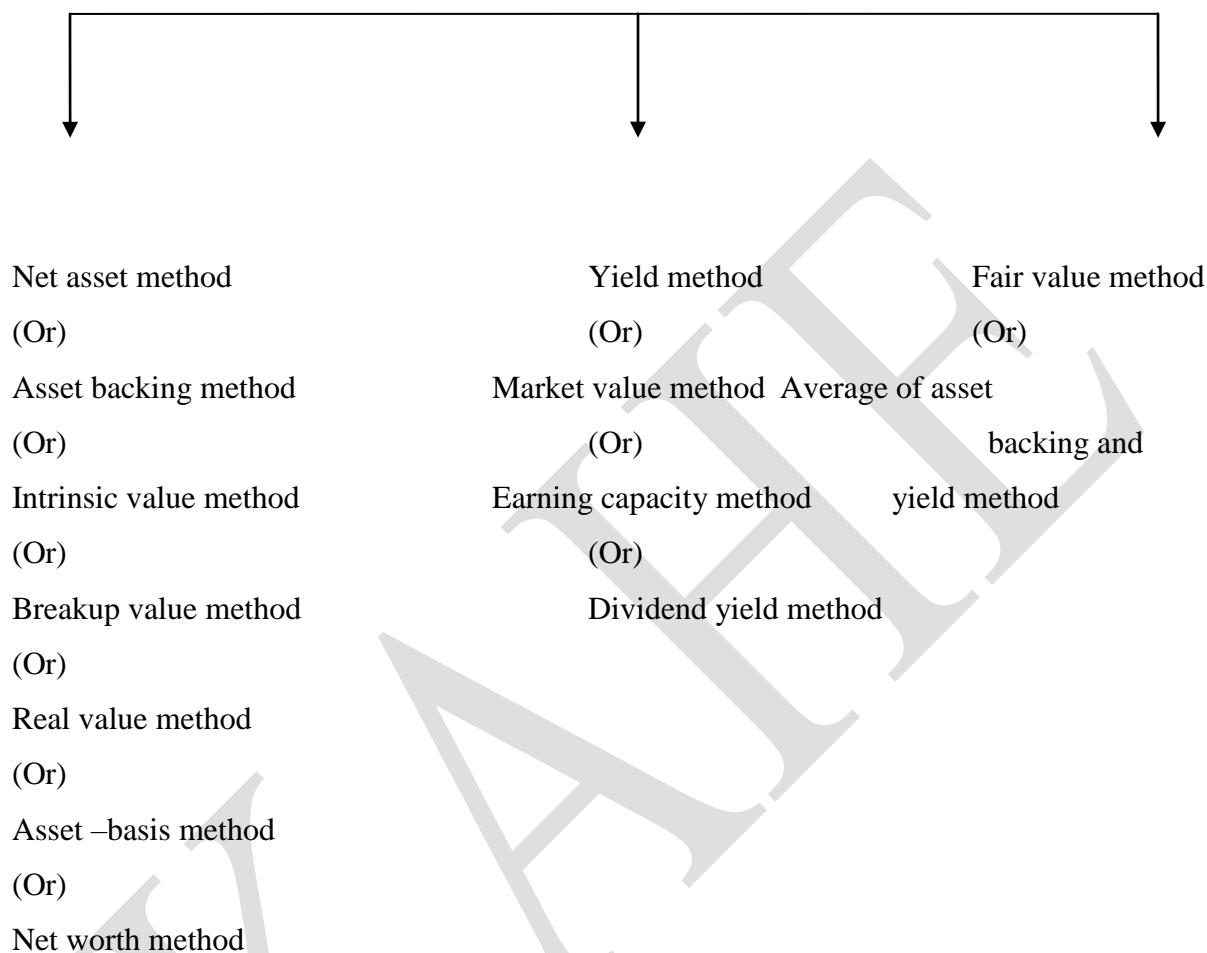 Net asset method Yield method Fair value method
(Or) (Or) (Or)
Asset backing method Market value method Average of asset
(Or) (Or) backing and
Intrinsic value method Earning capacity method yield method
(Or) (Or)
Breakup value method Dividend yield method
(Or)
Real value method
(Or)
Asset –basis method
(Or)
Net worth method
KAHE